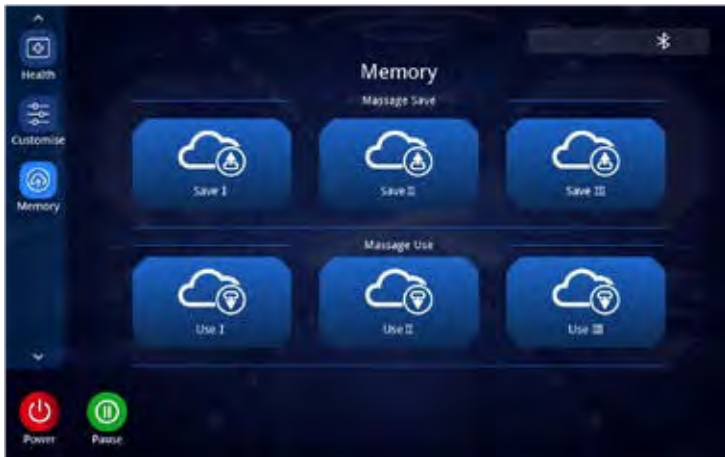 Health
Customise
Memory
Memory
Massage Save
Save I
Save II
Save III
Massage Use
Use I
Use II
Use III
Power
Pause